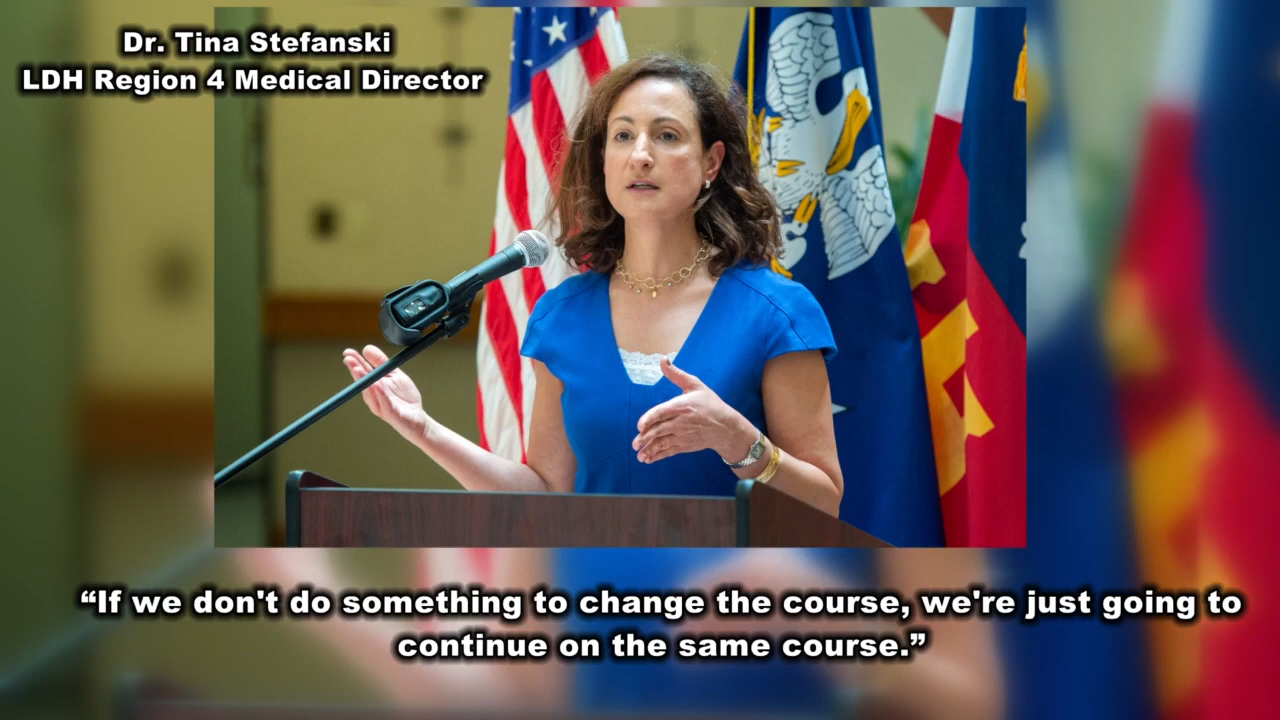 Dr. Tina Stefanski
LDH Region 4 Medical Director
“If we don't do something to change the course, we're just going to
continue on the same course.”